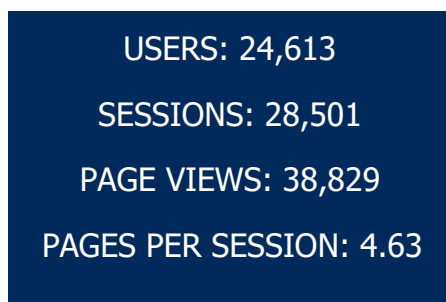 USERS: 24,613
SESSIONS: 28,501
PAGE VIEWS: 38,829
PAGES PER SESSION: 4.63